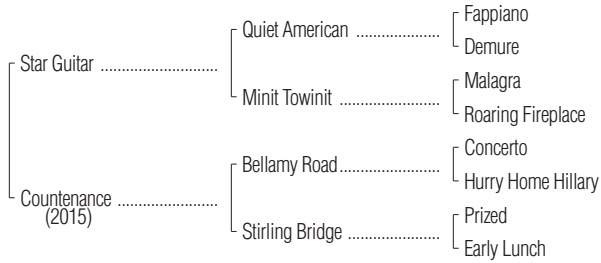 Fappiano
Quiet American ....................
Demure
Star Guitar ...........................
Malagra
Minit Towinit ........................
Roaring Fireplace
Concerto
Bellamy Road.......................
Hurry Home Hillary
Countenance .......................
(2015)
Prized
Stirling Bridge ......................
Early Lunch